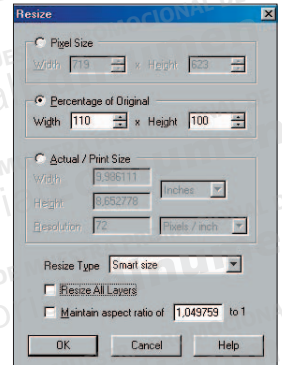 Resize
Pixel Size
Width 719 x Height 623
Percentage of Original
Width 110 x Height 100
Actual / Print Size
Width 9,986111
Inches
Height 8,652778
Resolution 72 Pixels / inch
Resize Type Smart size
Resize All Layers
Maintain aspect ratio of 1,049759 to 1
OK Cancel Help